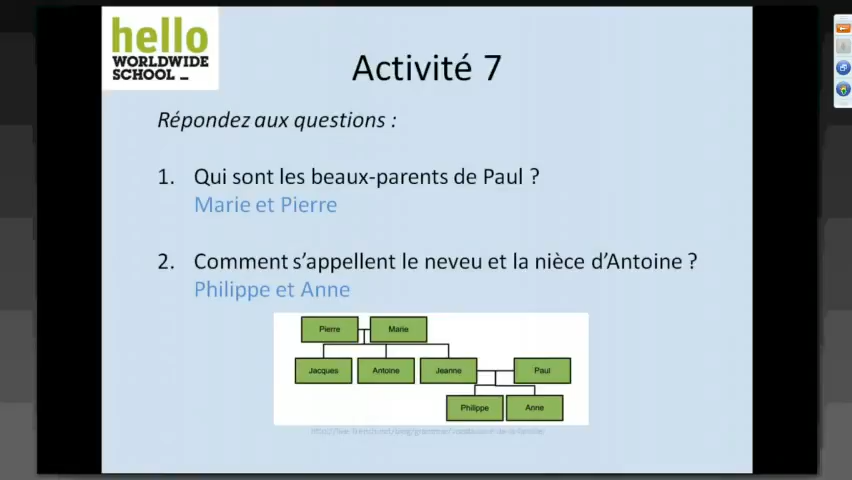 hello
WORLDWIDE
SCHOOL _
Activité 7
Répondez aux questions :
1. Qui sont les beaux-parents de Paul ?
Marie et Pierre
2. Comment s'appellent le neveu et la nièce d'Antoine ?
Philippe et Anne
Pierre Marie
Jacques Antoine Jeanne Paul
Philippe Anne